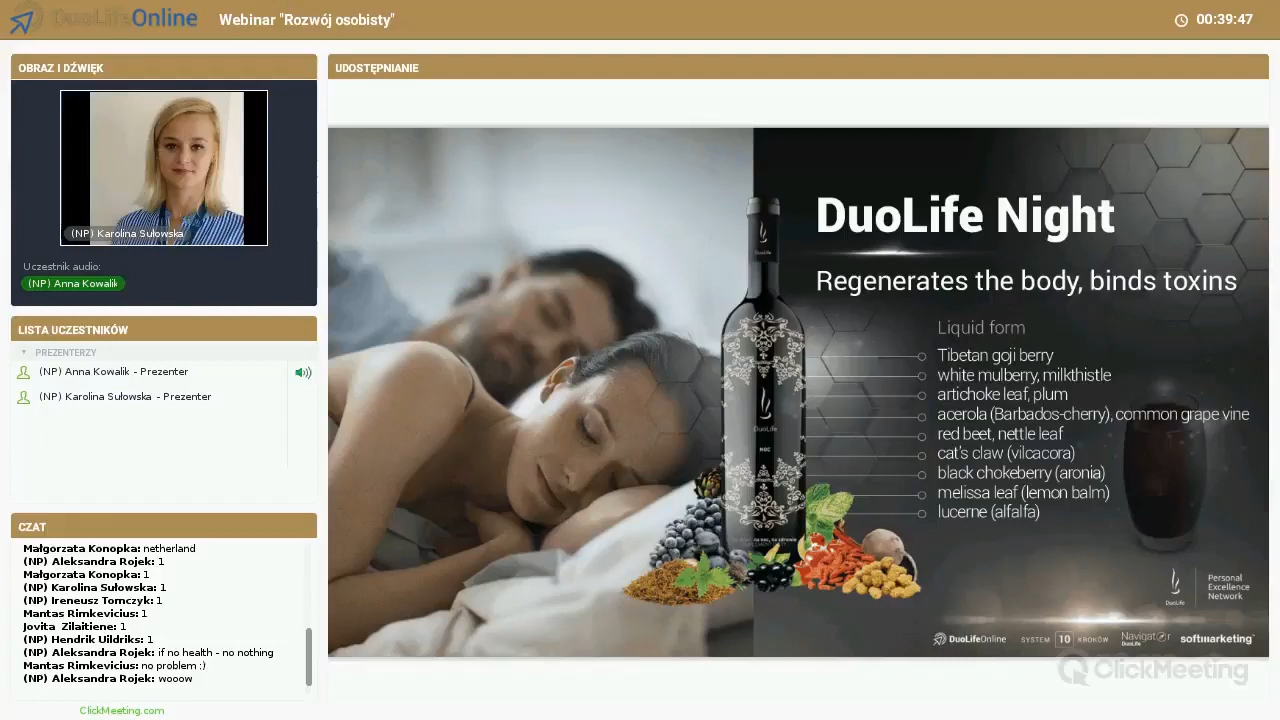 DuoLifeOnline
Webinar "Rozwój osobisty"
00:39:47
OBRAZ I DŹWIĘK
(NP) Karolina Sułowska
Uczestnik audio:
(NP) Anna Kowalik
LISTA UCZESTNIKÓW
PREZENTERZY
(NP) Anna Kowalik - Prezenter
(NP) Karolina Sułowska - Prezenter
CZAT
Małgorzata Konopka: netherland
(NP) Aleksandra Rojek: 1
Małgorzata Konopka: 1
(NP) Karolina Sułowska: 1
(NP) Ireneusz Tomczyk: 1
Mantas Rimkevicius: 1
Jovita Zilaitiene: 1
(NP) Hendrik Uildriks: 1
(NP) Aleksandra Rojek: if no health - no nothing
Mantas Rimkevicius: no problem :)
(NP) Aleksandra Rojek: wooow
ClickMeeting.com
UDOSTĘPNIANIE
DuoLife Night
Regenerates the body, binds toxins
Liquid form
Tibetan goji berry
white mulberry, milkthistle
artichoke leaf, plum
acerola (Barbados-cherry), common grape vine
red beet, nettle leaf
cat's claw (vilcacora)
black chokeberry (aronia)
melissa leaf (lemon balm)
lucerne (alfalfa)
DuoLife
DuoLife
NOC
DuoLife
Personal
Excellence
Network
DuoLifeOnline
SYSTEM 10 KROKÓW
Navigator
DuoLife
softmarketing
ClickMeeting